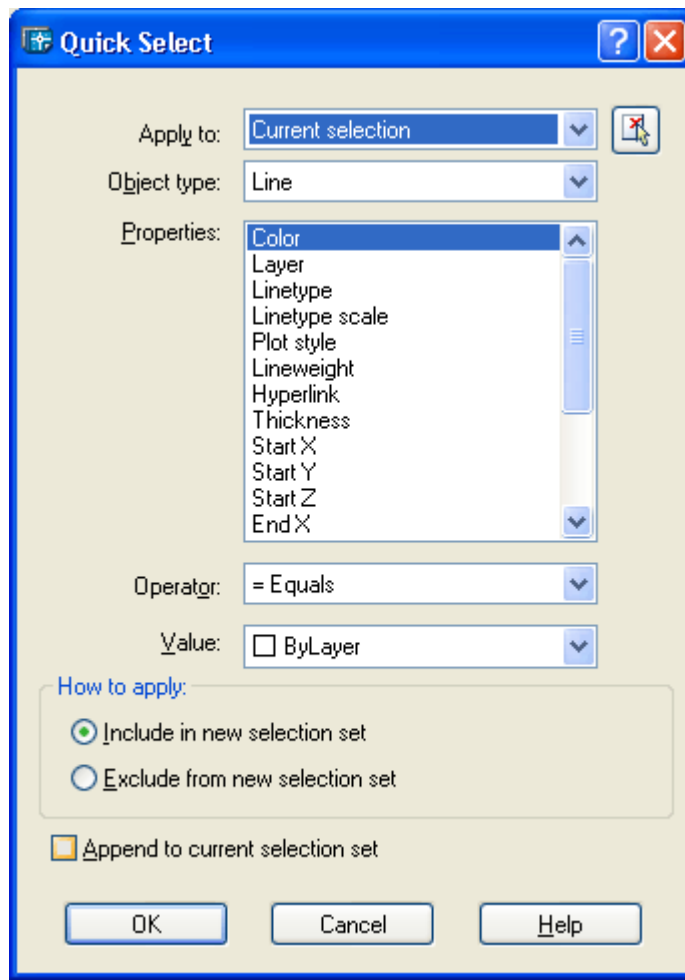 Quick Select
Apply to: Current selection
Object type: Line
Properties: Color
Layer
Linetype
Linetype scale
Plot style
Lineweight
Hyperlink
Thickness
Start X
Start Y
Start Z
End X
Operator: = Equals
Value: ByLayer
How to apply:
Include in new selection set
Exclude from new selection set
Append to current selection set
OK Cancel Help